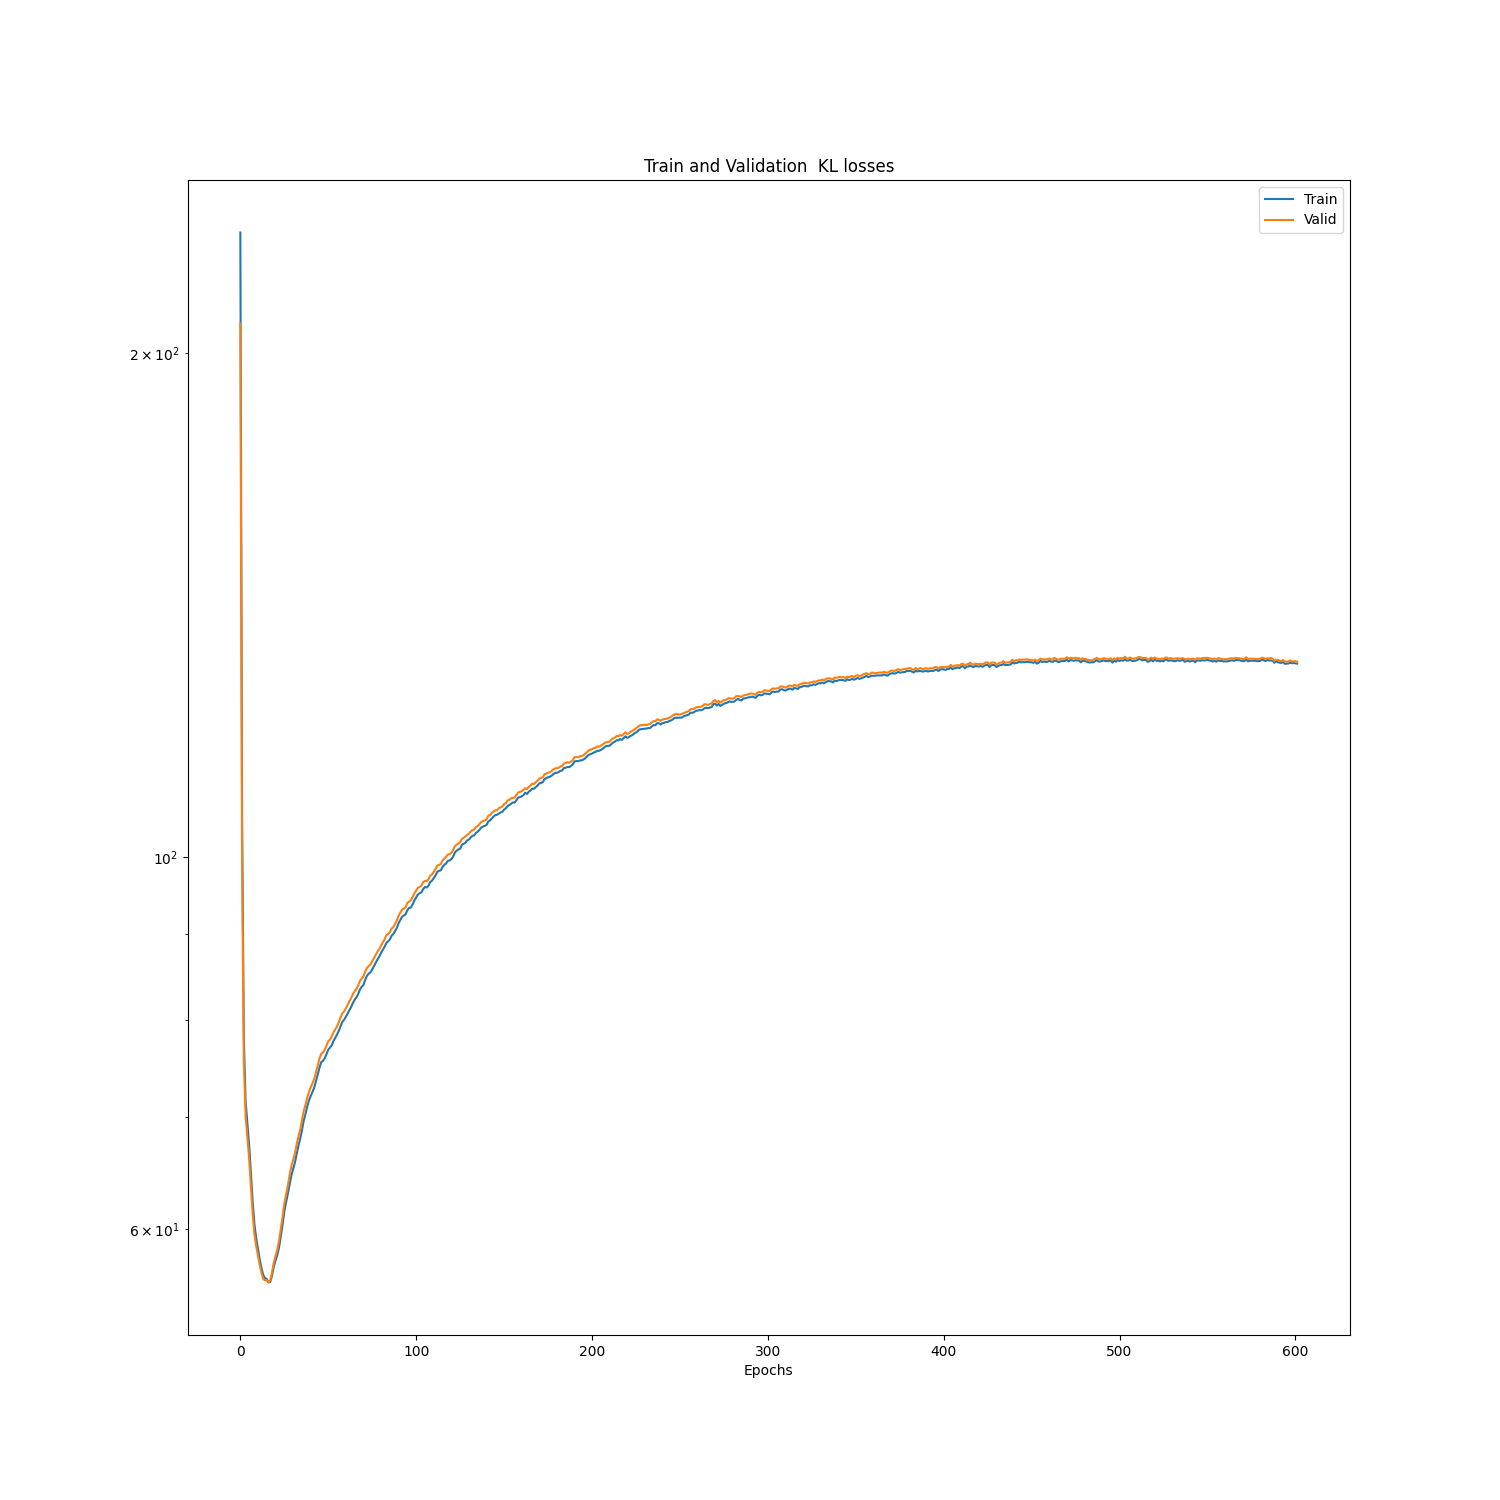 Train and Validation  KL losses
Train
Valid
2 × 10²
10²
6 × 10¹
0 100 200 300 400 500 600
Epochs